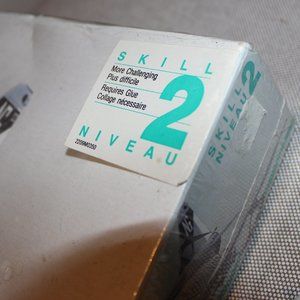 SKILL
More Challenging
Plus difficile
Requires Glue
Collage nécessaire
2
NIVEAU
SKILL
2
NIVEAU